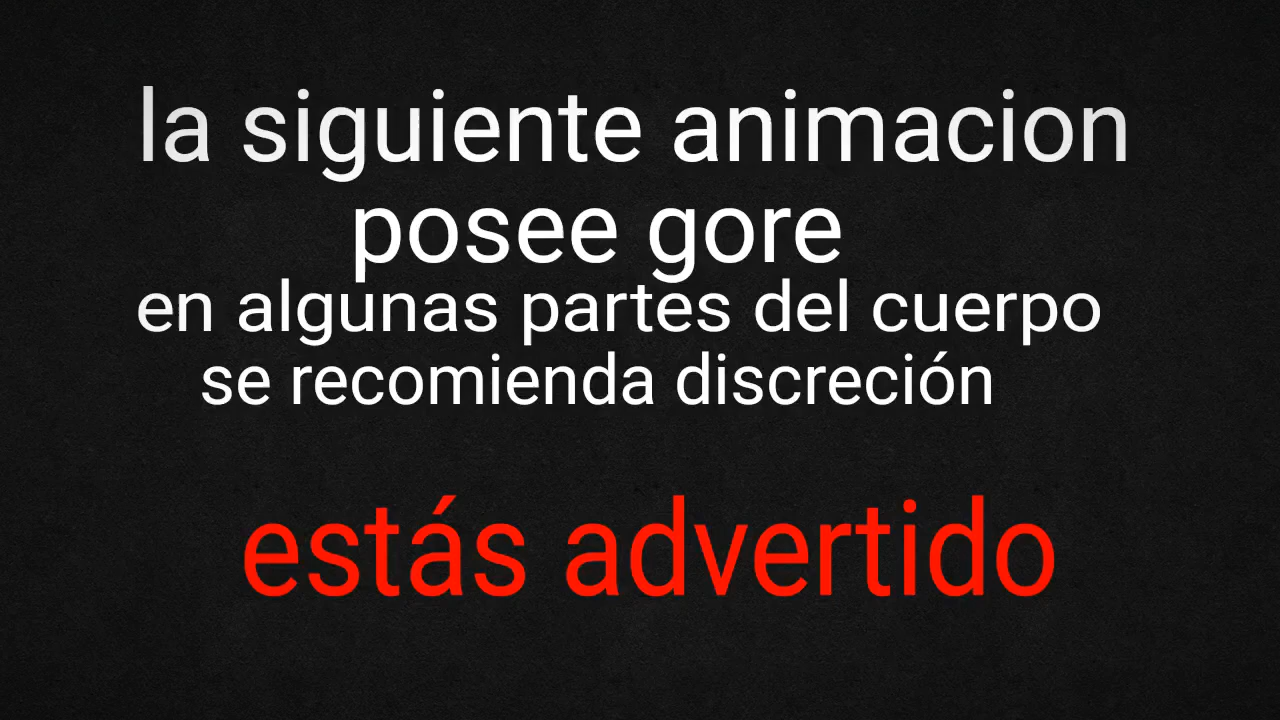 la siguiente animacion
posee gore
en algunas partes del cuerpo
se recomienda discreción
estás advertido